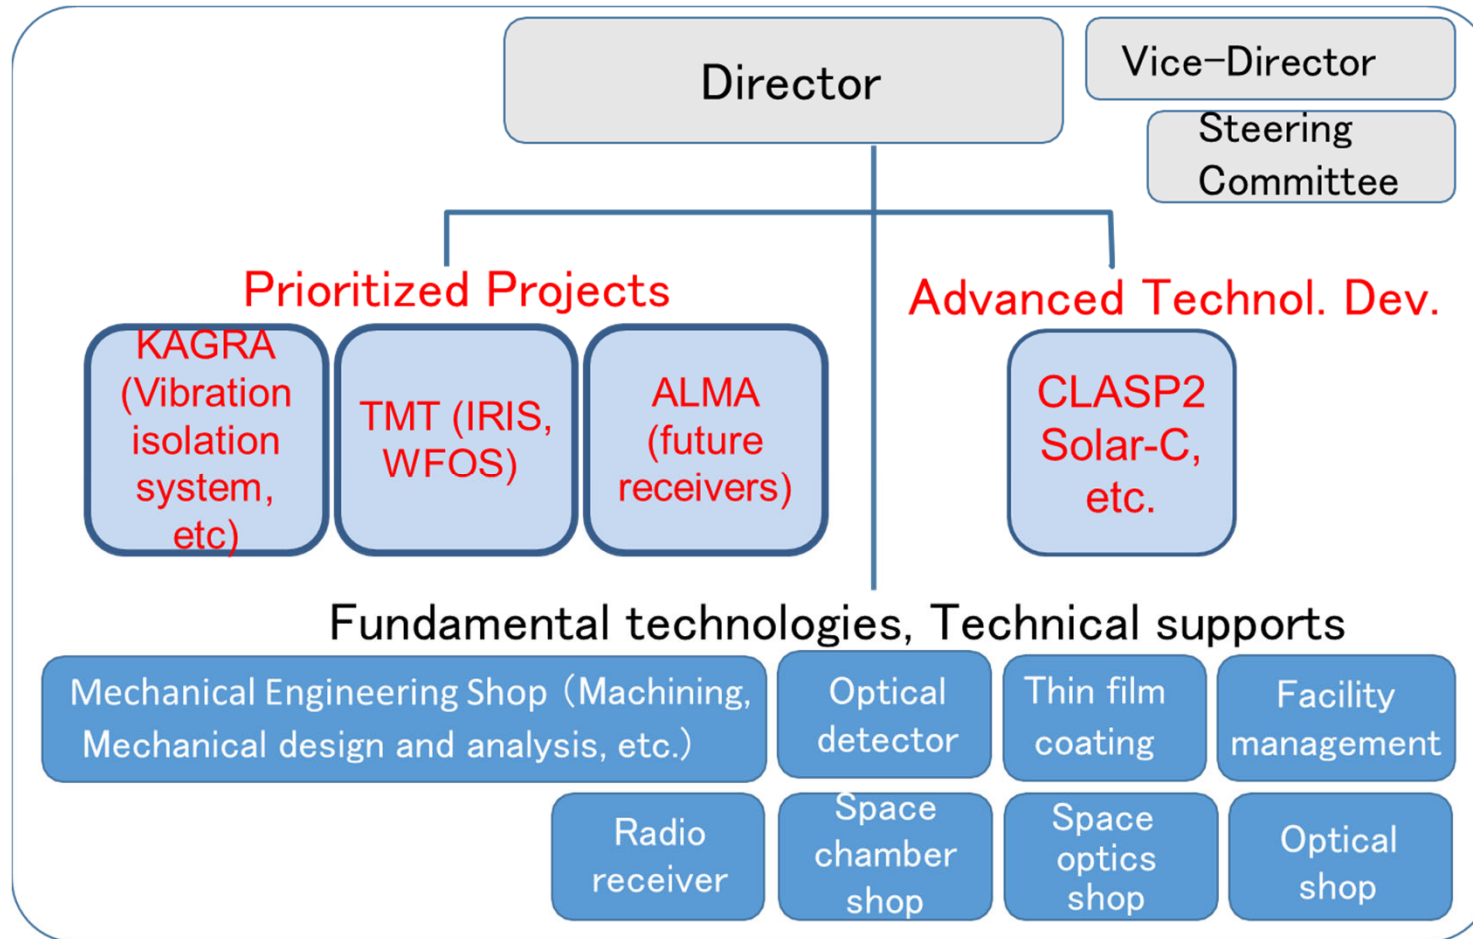 Director
Vice-Director
Steering
Committee
Prioritized Projects
Advanced Technol. Dev.
KAGRA
(Vibration
isolation
system,
etc)
TMT (IRIS,
WFOS)
ALMA
(future
receivers)
CLASP2
Solar-C,
etc.
Fundamental technologies, Technical supports
Mechanical Engineering Shop (Machining,
Mechanical design and analysis, etc.)
Optical
detector
Thin film
coating
Facility
management
Radio
receiver
Space
chamber
shop
Space
optics
shop
Optical
shop